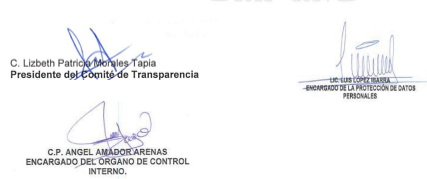 C. Lizbeth Patricia Morales Tapia
Presidente del Comité de Transparencia
LIC. LUIS LOPEZ IBARRA
ENCARGADO DE LA PROTECCIÓN DE DATOS
PERSONALES
C.P. ANGEL AMADOR ARENAS
ENCARGADO DEL ORGANO DE CONTROL
INTERNO.